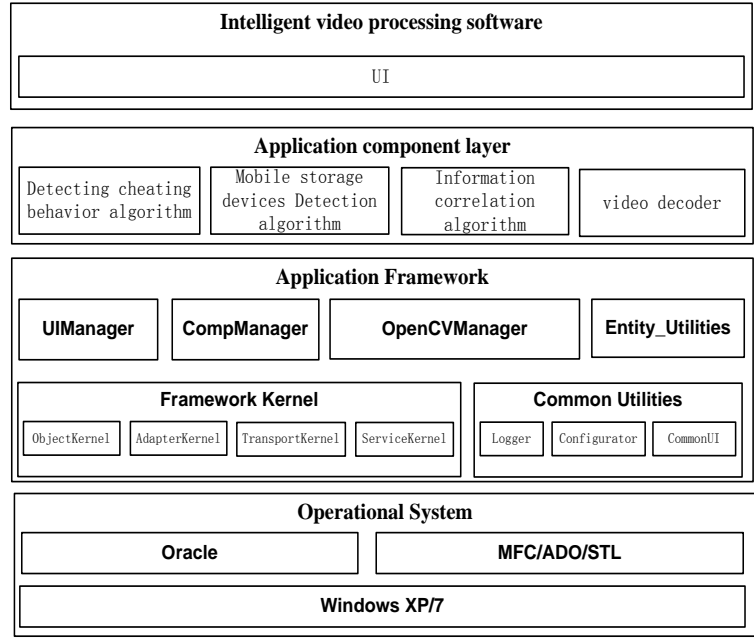 Intelligent video processing software
UI
Application component layer
Detecting cheating
behavior algorithm
Mobile storage
devices Detection
algorithm
Information
correlation
algorithm
video decoder
Application Framework
UIManager
CompManager
OpenCVManager
Entity_Utilities
Framework Kernel
ObjectKernel
AdapterKernel
TransportKernel
ServiceKernel
Common Utilities
Logger
Configurator
CommonUI
Operational System
Oracle
MFC/ADO/STL
Windows XP/7